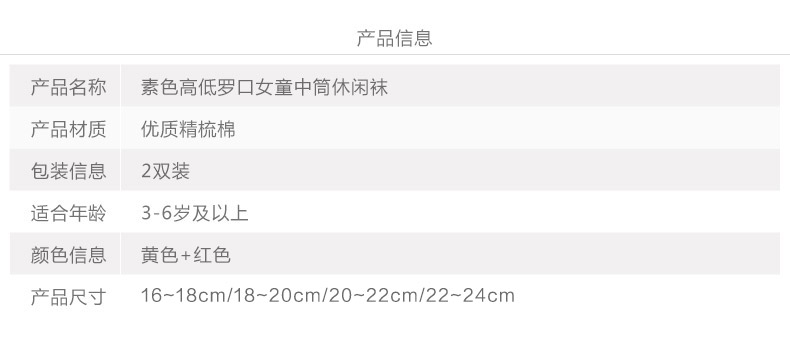 产品信息
产品名称 素色高低罗口女童中筒休闲袜
产品材质 优质精梳棉
包装信息 2双装
适合年龄 3-6岁及以上
颜色信息 黄色+红色
产品尺寸 16~18cm/18~20cm/20~22cm/22~24cm